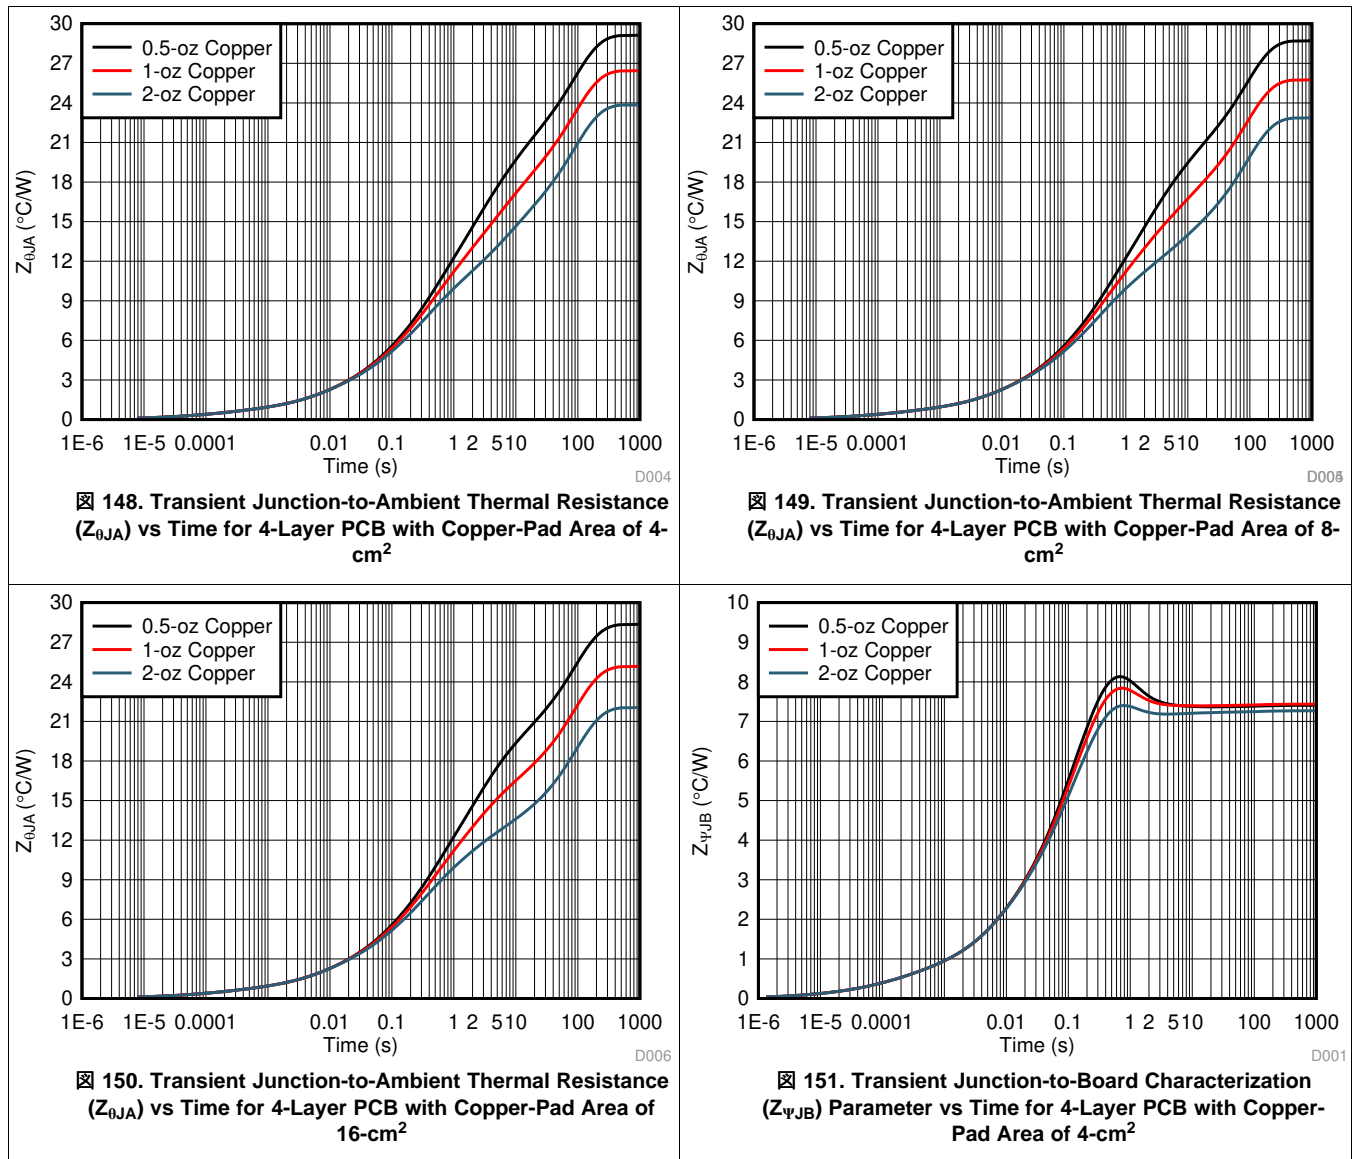 30
27
24
21
18
15
12
9
6
3
0
Z_θJA (°C/W)
0.5-oz Copper
1-oz Copper
2-oz Copper
1E-6 1E-5 0.0001 0.01 0.1 1 2 5 10 100 1000
Time (s)
D004
図 148. Transient Junction-to-Ambient Thermal Resistance
(Z_θJA) vs Time for 4-Layer PCB with Copper-Pad Area of 4-
cm²
30
27
24
21
18
15
12
9
6
3
0
Z_θJA (°C/W)
0.5-oz Copper
1-oz Copper
2-oz Copper
1E-6 1E-5 0.0001 0.01 0.1 1 2 5 10 100 1000
Time (s)
図 149. Transient Junction-to-Ambient Thermal Resistance
(Z_θJA) vs Time for 4-Layer PCB with Copper-Pad Area of 8-
cm²
30
27
24
21
18
15
12
9
6
3
0
Z_θJA (°C/W)
0.5-oz Copper
1-oz Copper
2-oz Copper
1E-6 1E-5 0.0001 0.01 0.1 1 2 5 10 100 1000
Time (s)
D006
図 150. Transient Junction-to-Ambient Thermal Resistance
(Z_θJA) vs Time for 4-Layer PCB with Copper-Pad Area of
16-cm²
10
9
8
7
6
5
4
3
2
1
0
Z_ΨJB (°C/W)
0.5-oz Copper
1-oz Copper
2-oz Copper
1E-6 1E-5 0.0001 0.01 0.1 1 2 5 10 100 1000
Time (s)
D001
図 151. Transient Junction-to-Board Characterization
(Z_ΨJB) Parameter vs Time for 4-Layer PCB with Copper-
Pad Area of 4-cm²